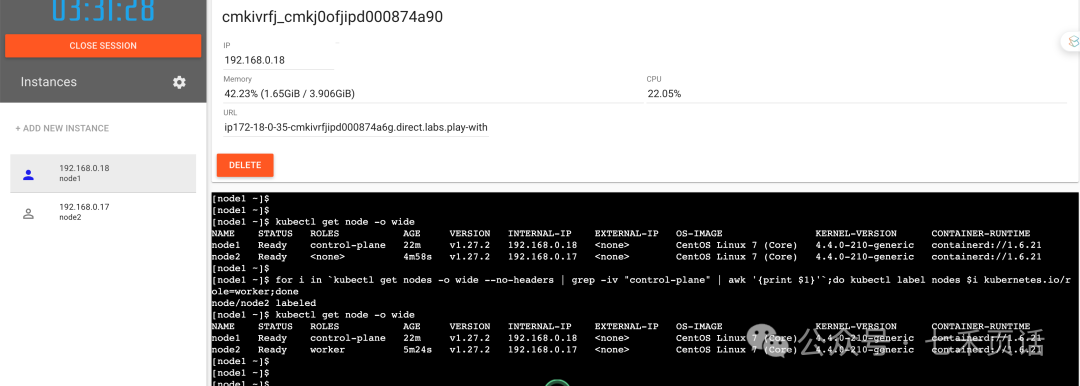 03:31:28
CLOSE SESSION
Instances
+ ADD NEW INSTANCE
192.168.0.18
node1
192.168.0.17
node2
cmkivrfj_cmkj0ofjipd000874a90
IP
192.168.0.18
Memory
CPU
42.23% (1.65GiB / 3.906GiB)
22.05%
URL
ip172-18-0-35-cmkivrfjipd000874a6g.direct.labs.play-with
DELETE
[node1 ~]$
[node1 ~]$
[node1 ~]$ kubectl get node -o wide
NAME STATUS ROLES AGE VERSION INTERNAL-IP EXTERNAL-IP OS-IMAGE KERNEL-VERSION CONTAINER-RUNTIME
node1 Ready control-plane 22m v1.27.2 192.168.0.18 <none> CentOS Linux 7 (Core) 4.4.0-210-generic containerd://1.6.21
node2 Ready <none> 4m58s v1.27.2 192.168.0.17 <none> CentOS Linux 7 (Core) 4.4.0-210-generic containerd://1.6.21
[node1 ~]$
[node1 ~]$ for i in `kubectl get nodes -o wide --no-headers | grep -iv "control-plane" | awk '{print $1}'`;do kubectl label nodes $i kubernetes.io/r
ole=worker;done
node/node2 labeled
[node1 ~]$ kubectl get node -o wide
NAME STATUS ROLES AGE VERSION INTERNAL-IP EXTERNAL-IP OS-IMAGE KERNEL-VERSION CONTAINER-RUNTIME
node1 Ready control-plane 22m v1.27.2 192.168.0.18 <none> CentOS Linux 7 (Core) 4.4.0-210-generic containerd://1.6.21
node2 Ready worker 5m24s v1.27.2 192.168.0.17 <none> CentOS Linux 7 (Core) 4.4.0-210-generic containerd://1.6.21
[node1 ~]$
[node1 ~]$
[node1 ~]$
公众号